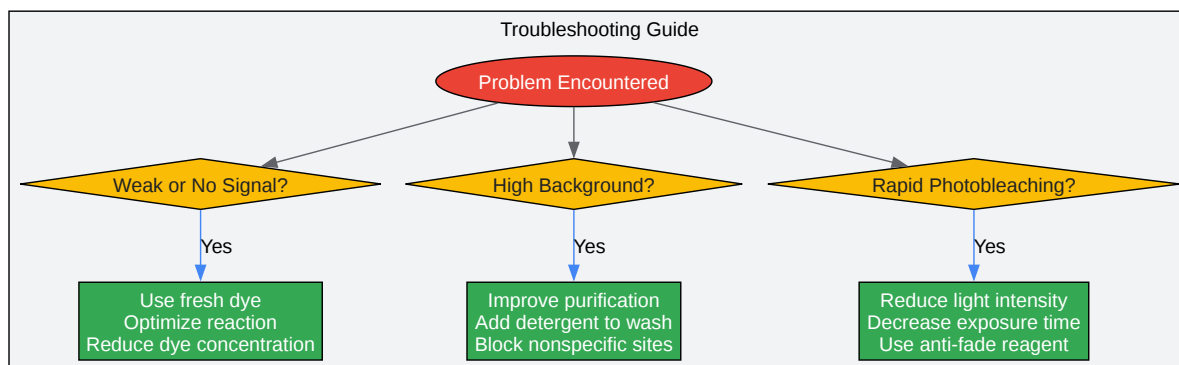 Troubleshooting Guide
Problem Encountered
Weak or No Signal?
High Background?
Rapid Photobleaching?
Yes
Yes
Yes
Use fresh dye
Optimize reaction
Reduce dye concentration
Improve purification
Add detergent to wash
Block nonspecific sites
Reduce light intensity
Decrease exposure time
Use anti-fade reagent